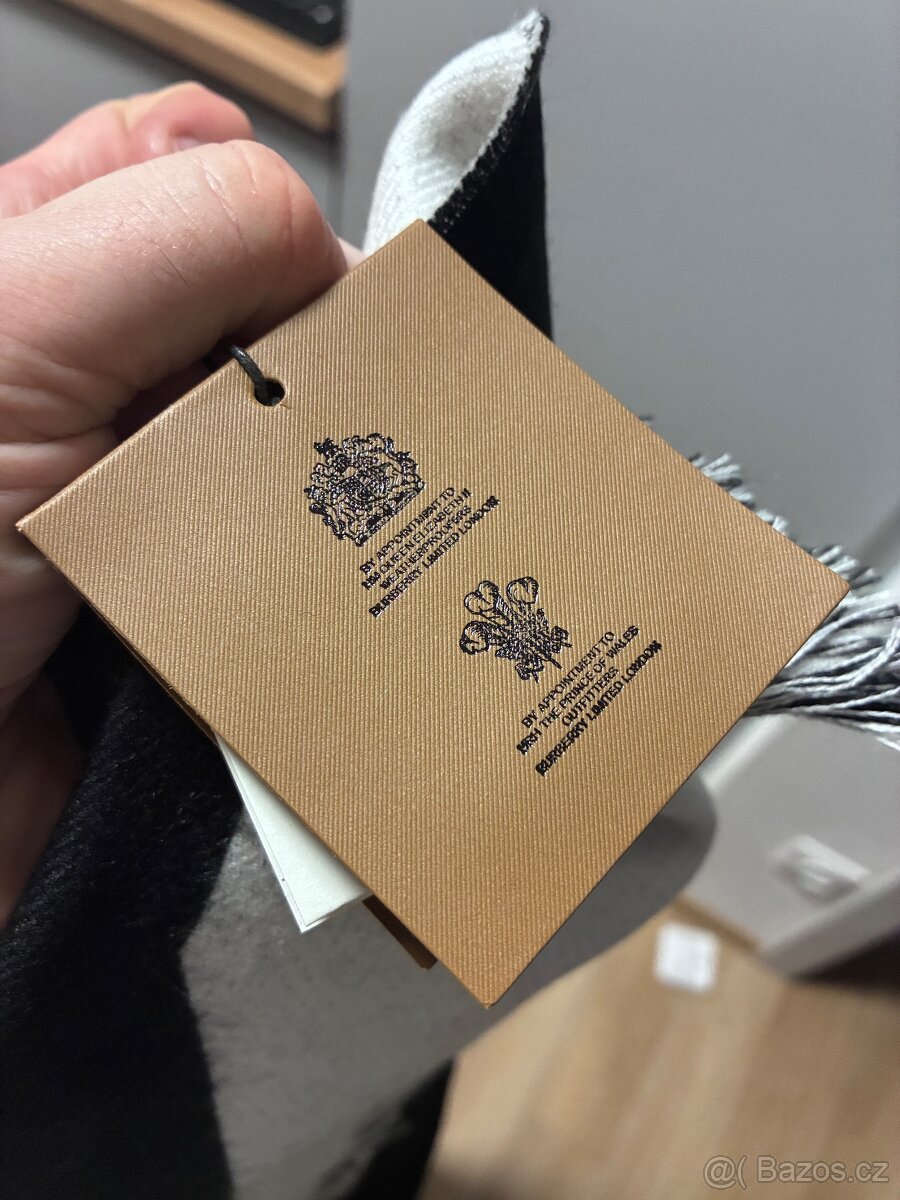 BY APPOINTMENT TO
HM QUEEN ELIZABETH II
WEATHERPROOFERS
BURBERRY LIMITED LONDON
BY APPOINTMENT TO
HRH THE PRINCE OF WALES
OUTFITTERS
BURBERRY LIMITED LONDON
@( Bazos.cz